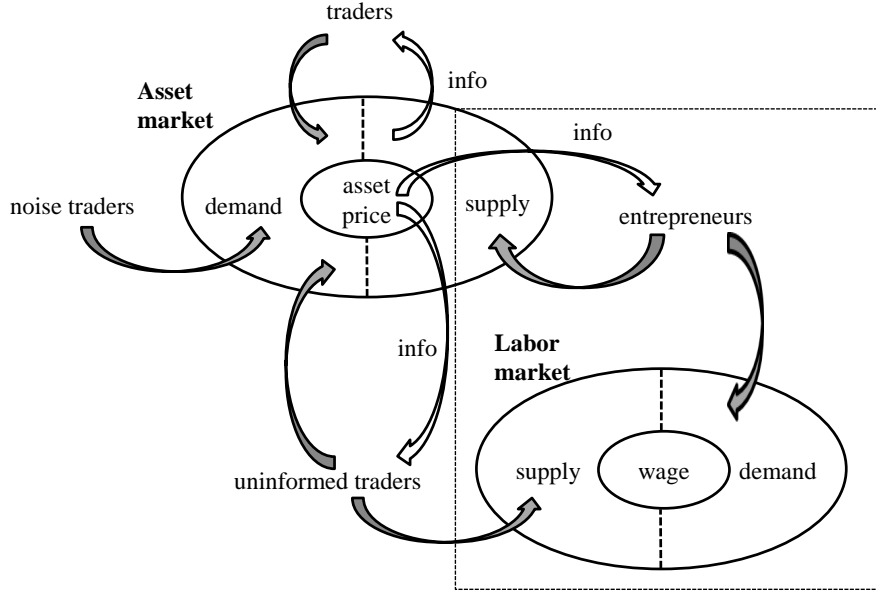 traders
info
Asset
market
info
asset
price
noise traders
demand
supply
entrepreneurs
info
Labor
market
supply
wage
demand
uninformed traders